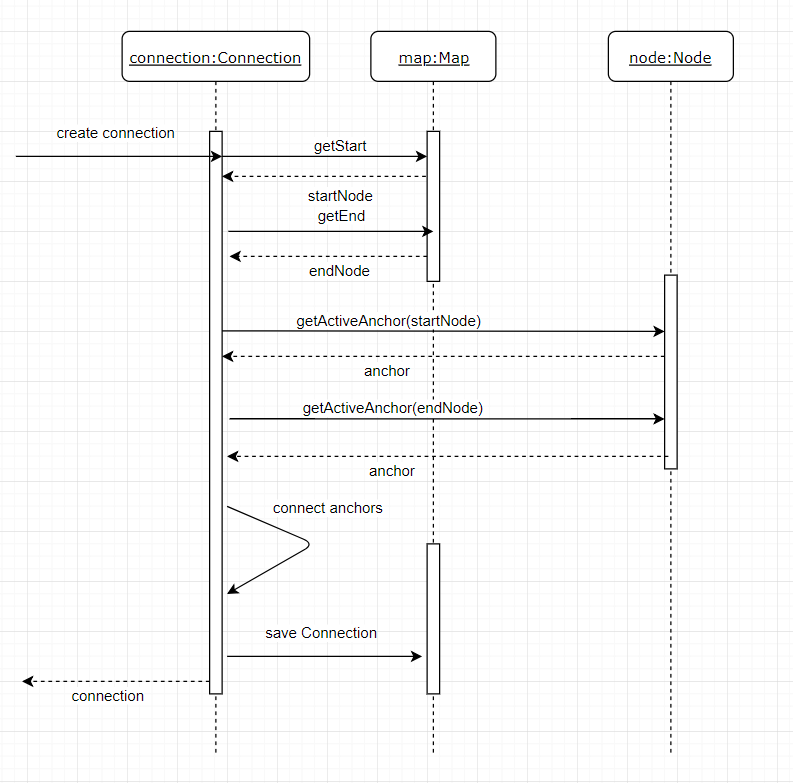 connection:Connection
map:Map
node:Node
create connection
getStart
startNode
getEnd
endNode
getActiveAnchor(startNode)
anchor
getActiveAnchor(endNode)
anchor
connect anchors
save Connection
connection